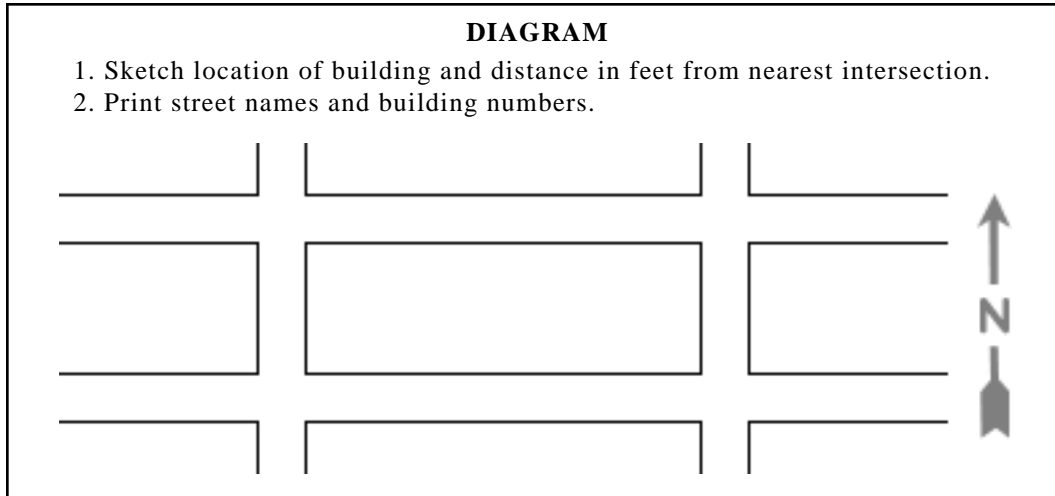 DIAGRAM
1. Sketch location of building and distance in feet from nearest intersection.
2. Print street names and building numbers.
N